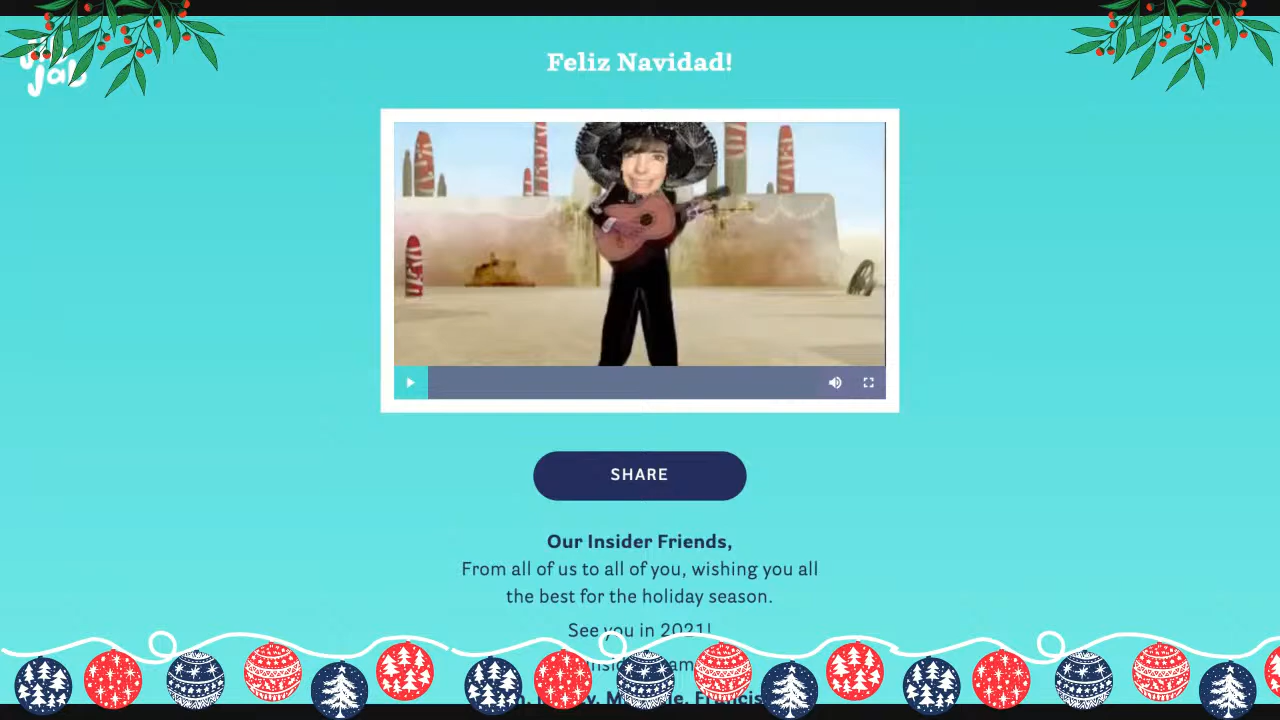 Jab
Feliz Navidad!
SHARE
Our Insider Friends,
From all of us to all of you, wishing you all
the best for the holiday season.
See you in 2021!